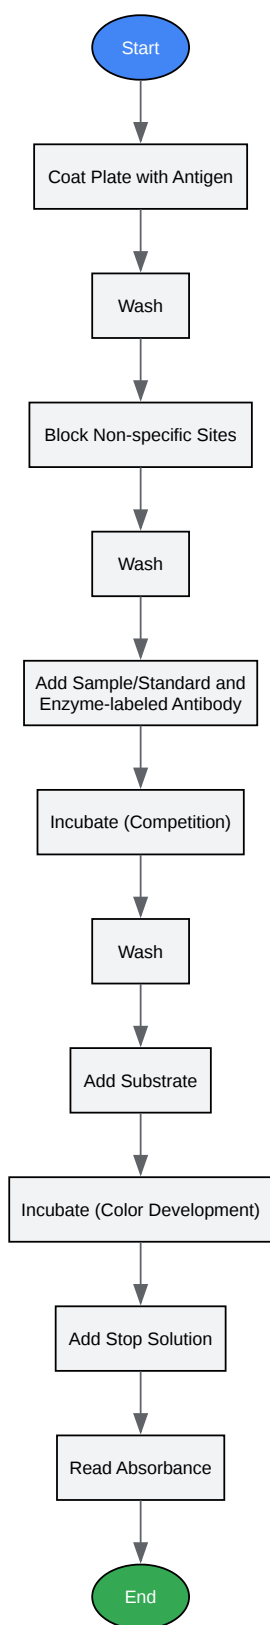 Start
Coat Plate with Antigen
Wash
Block Non-specific Sites
Wash
Add Sample/Standard and
Enzyme-labeled Antibody
Incubate (Competition)
Wash
Add Substrate
Incubate (Color Development)
Add Stop Solution
Read Absorbance
End